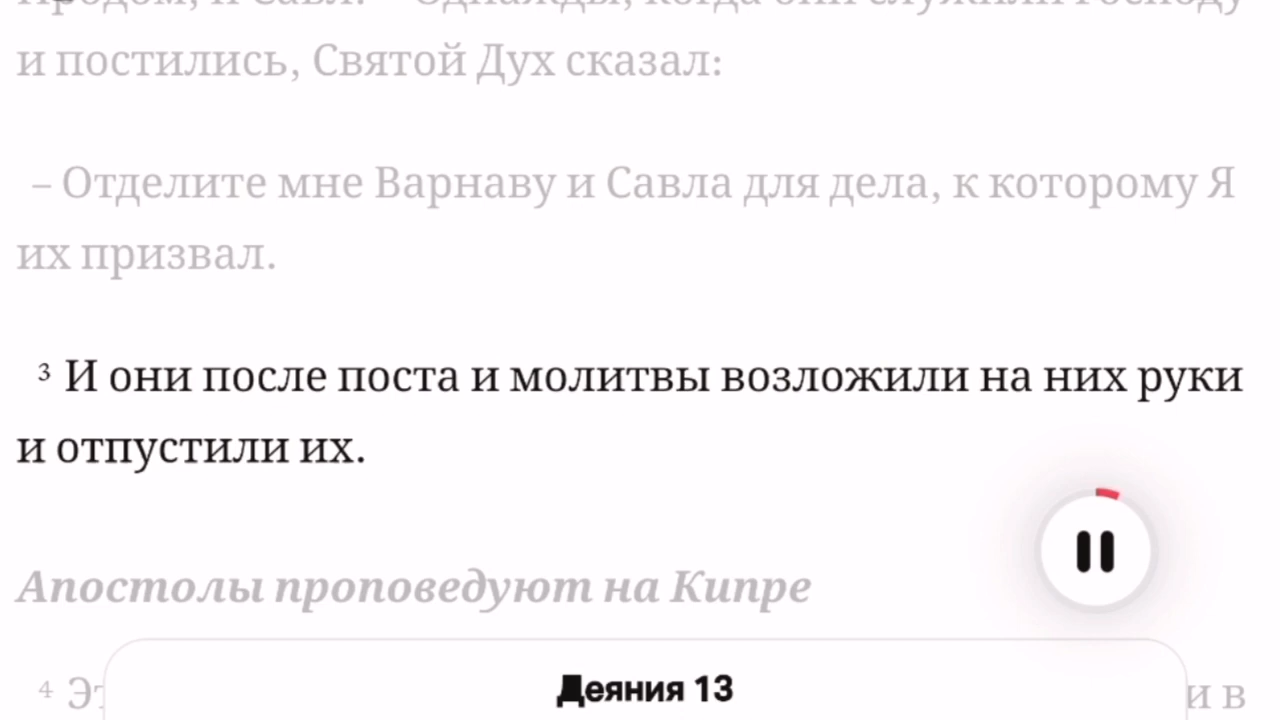 и постились, Святой Дух сказал:
– Отделите мне Варнаву и Савла для дела, к которому Я
их призвал.
3 И они после поста и молитвы возложили на них руки
и отпустили их.
Апостолы проповедуют на Кипре
4
и в
Деяния 13